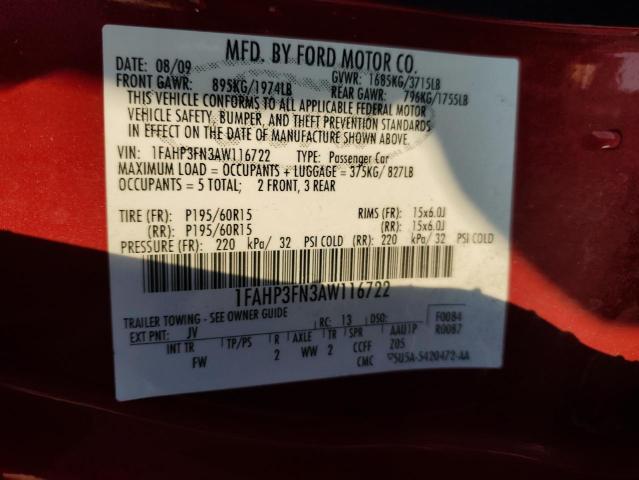 MFD. BY FORD MOTOR CO.
DATE: 08/09 GVWR: 1685KG/3715LB
FRONT GAWR: 895KG/1974LB REAR GAWR: 796KG/1755LB
THIS VEHICLE CONFORMS TO ALL APPLICABLE FEDERAL MOTOR
VEHICLE SAFETY, BUMPER, AND THEFT PREVENTION STANDARDS
IN EFFECT ON THE DATE OF MANUFACTURE SHOWN ABOVE.
VIN: 1FAHP3FN3AW116722 TYPE: Passenger Car
MAXIMUM LOAD = OCCUPANTS + LUGGAGE = 375KG/ 827LB
OCCUPANTS = 5 TOTAL; 2 FRONT, 3 REAR
TIRE (FR): P195/60R15 RIMS (FR): 15x6.0J
(RR): P195/60R15 (RR): 15x6.0J
PRESSURE (FR): 220 kPa/ 32 PSI COLD (RR): 220 kPa/ 32 PSI COLD
1FAHP3FN3AW116722
TRAILER TOWING - SEE OWNER GUIDE RC: 13 DSO: F0084
EXT PNT: JV R0087
INT TR TP/PS R AXLE TR SPR AAU1P
FW 2 WW 2 CCFF 205
CMC 5U5A-5420472-AA